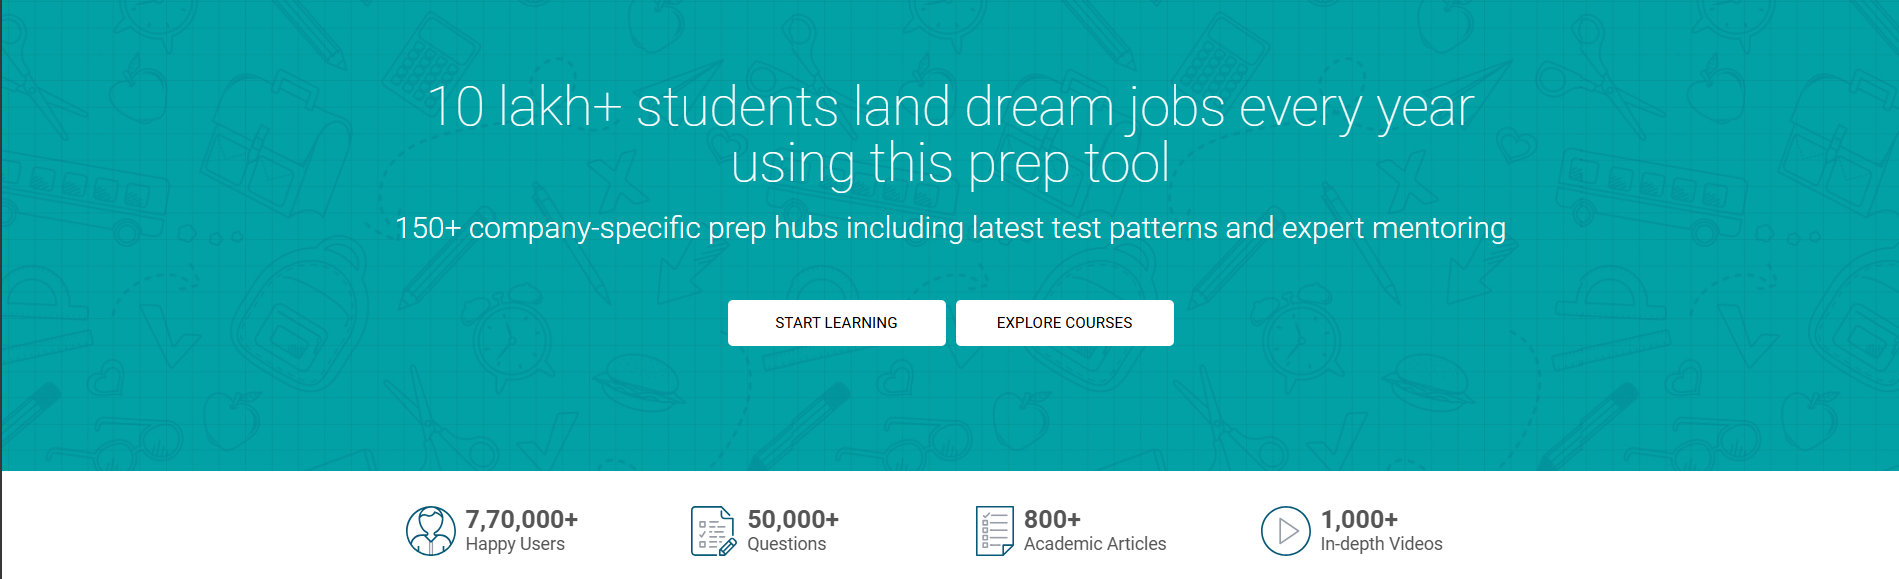 10 lakh+ students land dream jobs every year
using this prep tool
150+ company-specific prep hubs including latest test patterns and expert mentoring
START LEARNING
EXPLORE COURSES
7,70,000+
Happy Users
50,000+
Questions
800+
Academic Articles
1,000+
In-depth Videos